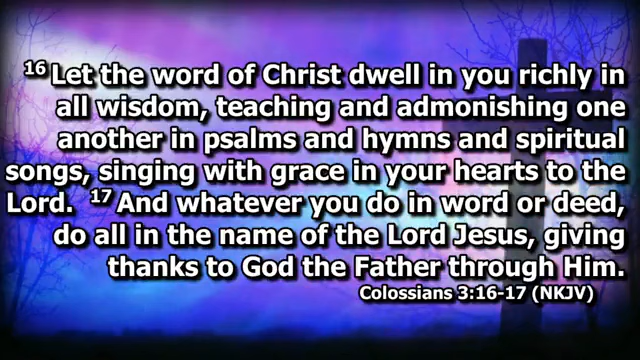 16 Let the word of Christ dwell in you richly in
all wisdom, teaching and admonishing one
another in psalms and hymns and spiritual
songs, singing with grace in your hearts to the
Lord. 17 And whatever you do in word or deed,
do all in the name of the Lord Jesus, giving
thanks to God the Father through Him.
Colossians 3:16-17 (NKJV)